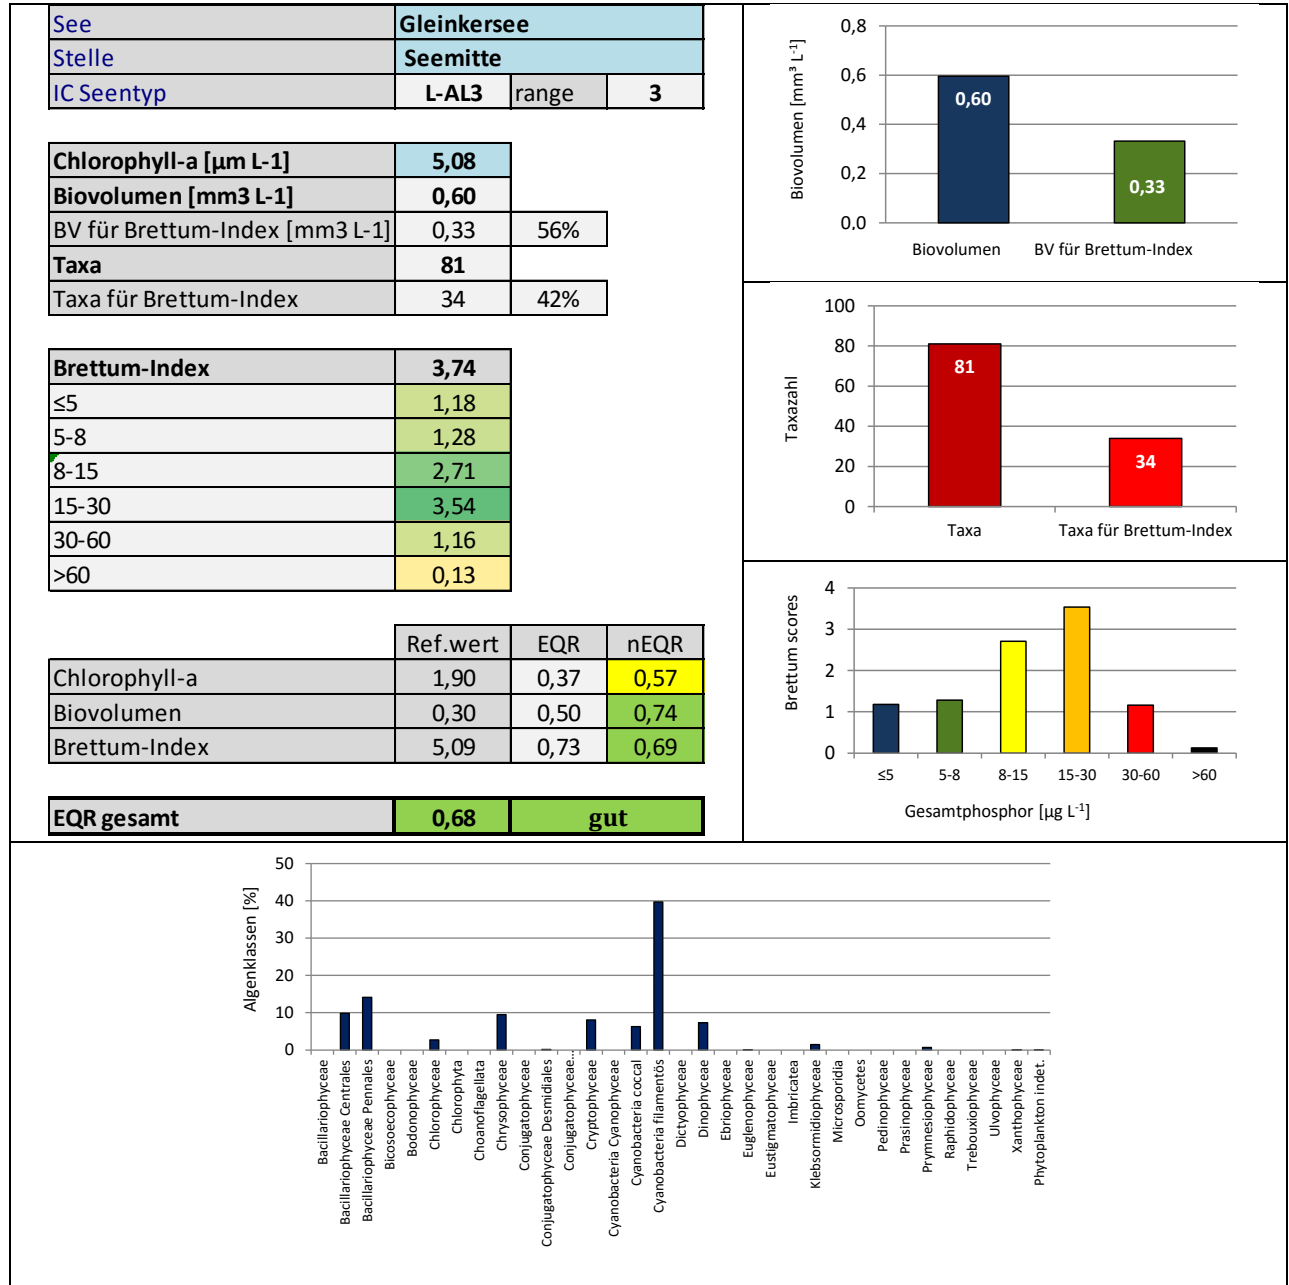 See Gleinkersee
Stelle Seemitte
IC Seentyp L-AL3 range 3
Chlorophyll-a [µm L-1] 5,08
Biovolumen [mm3 L-1] 0,60
BV für Brettum-Index [mm3 L-1] 0,33 56%
Taxa 81
Taxa für Brettum-Index 34 42%
Brettum-Index 3,74
≤5 1,18
5-8 1,28
8-15 2,71
15-30 3,54
30-60 1,16
>60 0,13
Ref.wert EQR nEQR
Chlorophyll-a 1,90 0,37 0,57
Biovolumen 0,30 0,50 0,74
Brettum-Index 5,09 0,73 0,69
EQR gesamt 0,68 gut
Biovolumen [mm³ L-1]
0,8
0,6
0,4
0,2
0,0
0,60
0,33
Biovolumen BV für Brettum-Index
Taxazahl
100
80
60
40
20
0
81
34
Taxa Taxa für Brettum-Index
Brettum scores
4
3
2
1
0
≤5 5-8 8-15 15-30 30-60 >60
Gesamtphosphor [µg L-1]
Algenklassen [%]
50
40
30
20
10
0
Bacillariophyceae
Bacillariophyceae Centrales
Bacillariophyceae Pennales
Bicosoecophyceae
Bodonophyceae
Chlorophyceae
Chlorophyta
Choanoflagellata
Chrysophyceae
Conjugatophyceae
Conjugatophyceae Desmidiales
Conjugatophyceae...
Cryptophyceae
Cyanobacteria Cyanophyceae
Cyanobacteria coccal
Cyanobacteria filamentös
Dictyophyceae
Dinophyceae
Ebriophyceae
Euglenophyceae
Eustigmatophyceae
Imbricatea
Klebsormidiophyceae
Microsporidia
Oomycetes
Pedinophyceae
Prasinophyceae
Prymnesiophyceae
Raphidophyceae
Trebouxiophyceae
Ulvophyceae
Xanthophyceae
Phytoplankton indet.